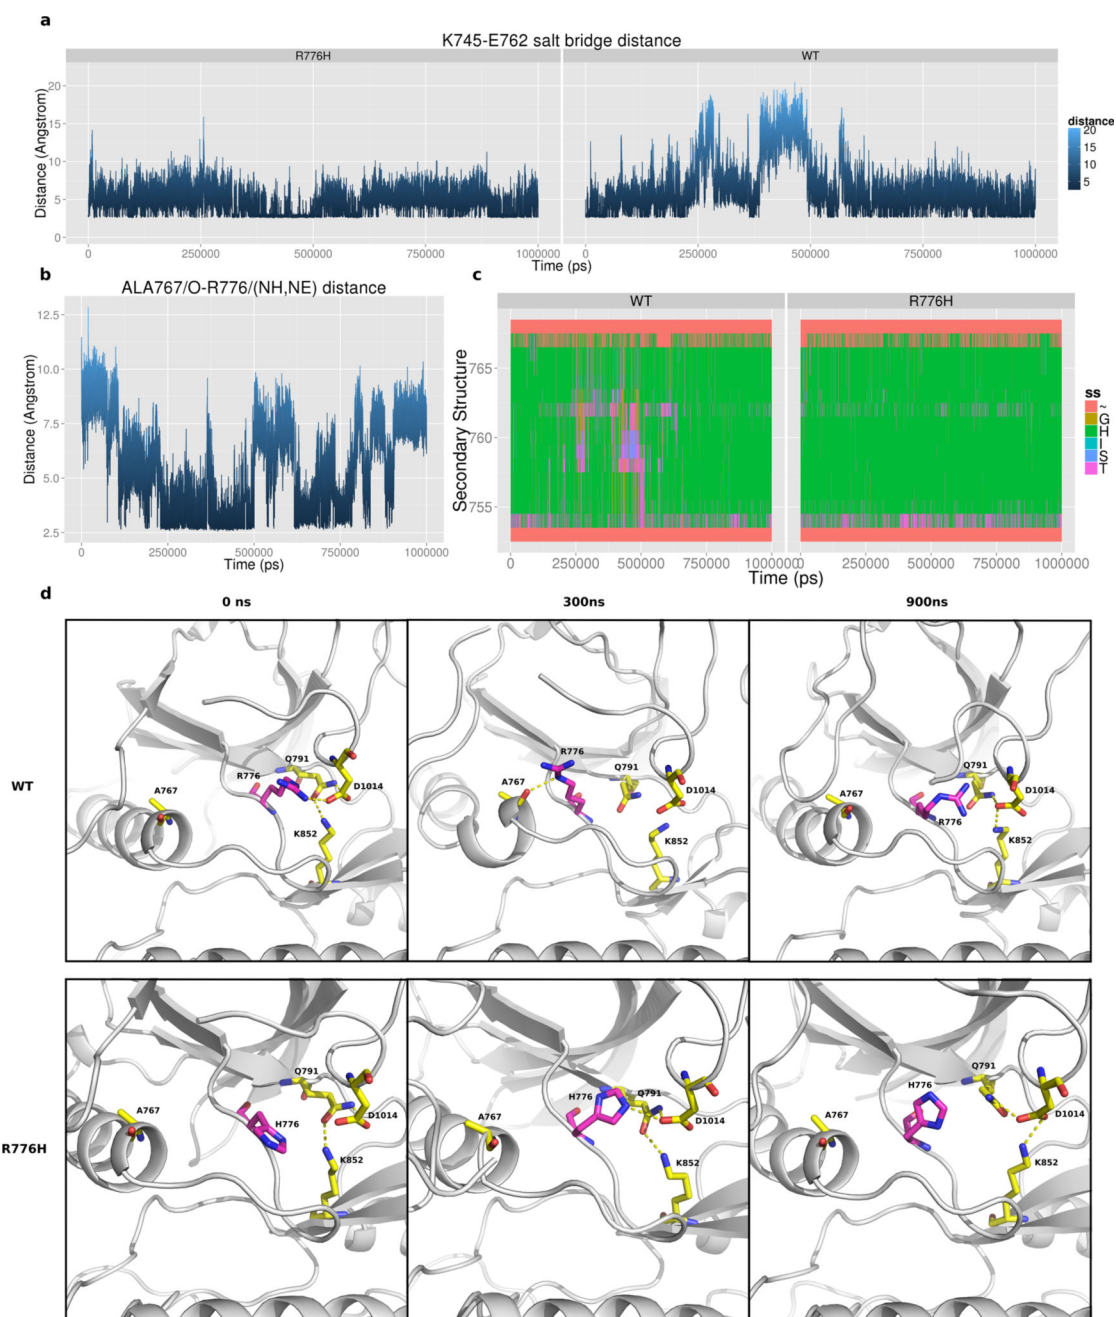 a
K745-E762 salt bridge distance
R776H
WT
Distance (Angstrom)
20
15
10
5
0
0
250000
500000
750000
1000000
0
250000
500000
750000
1000000
Time (ps)
distance
20
15
10
5
b
ALA767/O-R776/(NH,NE) distance
Distance (Angstrom)
12.5
10.0
7.5
5.0
2.5
0
250000
500000
750000
1000000
Time (ps)
c
WT
R776H
Secondary Structure
765
760
755
0
250000
500000
750000
1000000
0
250000
500000
750000
1000000
Time (ps)
ss
~
G
H
I
S
T
d
0 ns
300ns
900ns
WT
A767
R776
Q791
D1014
K852
A767
R776
Q791
D1014
K852
A767
R776
Q791
D1014
K852
R776H
A767
H776
Q791
D1014
K852
A767
H776
Q791
D1014
K852
A767
H776
Q791
D1014
K852